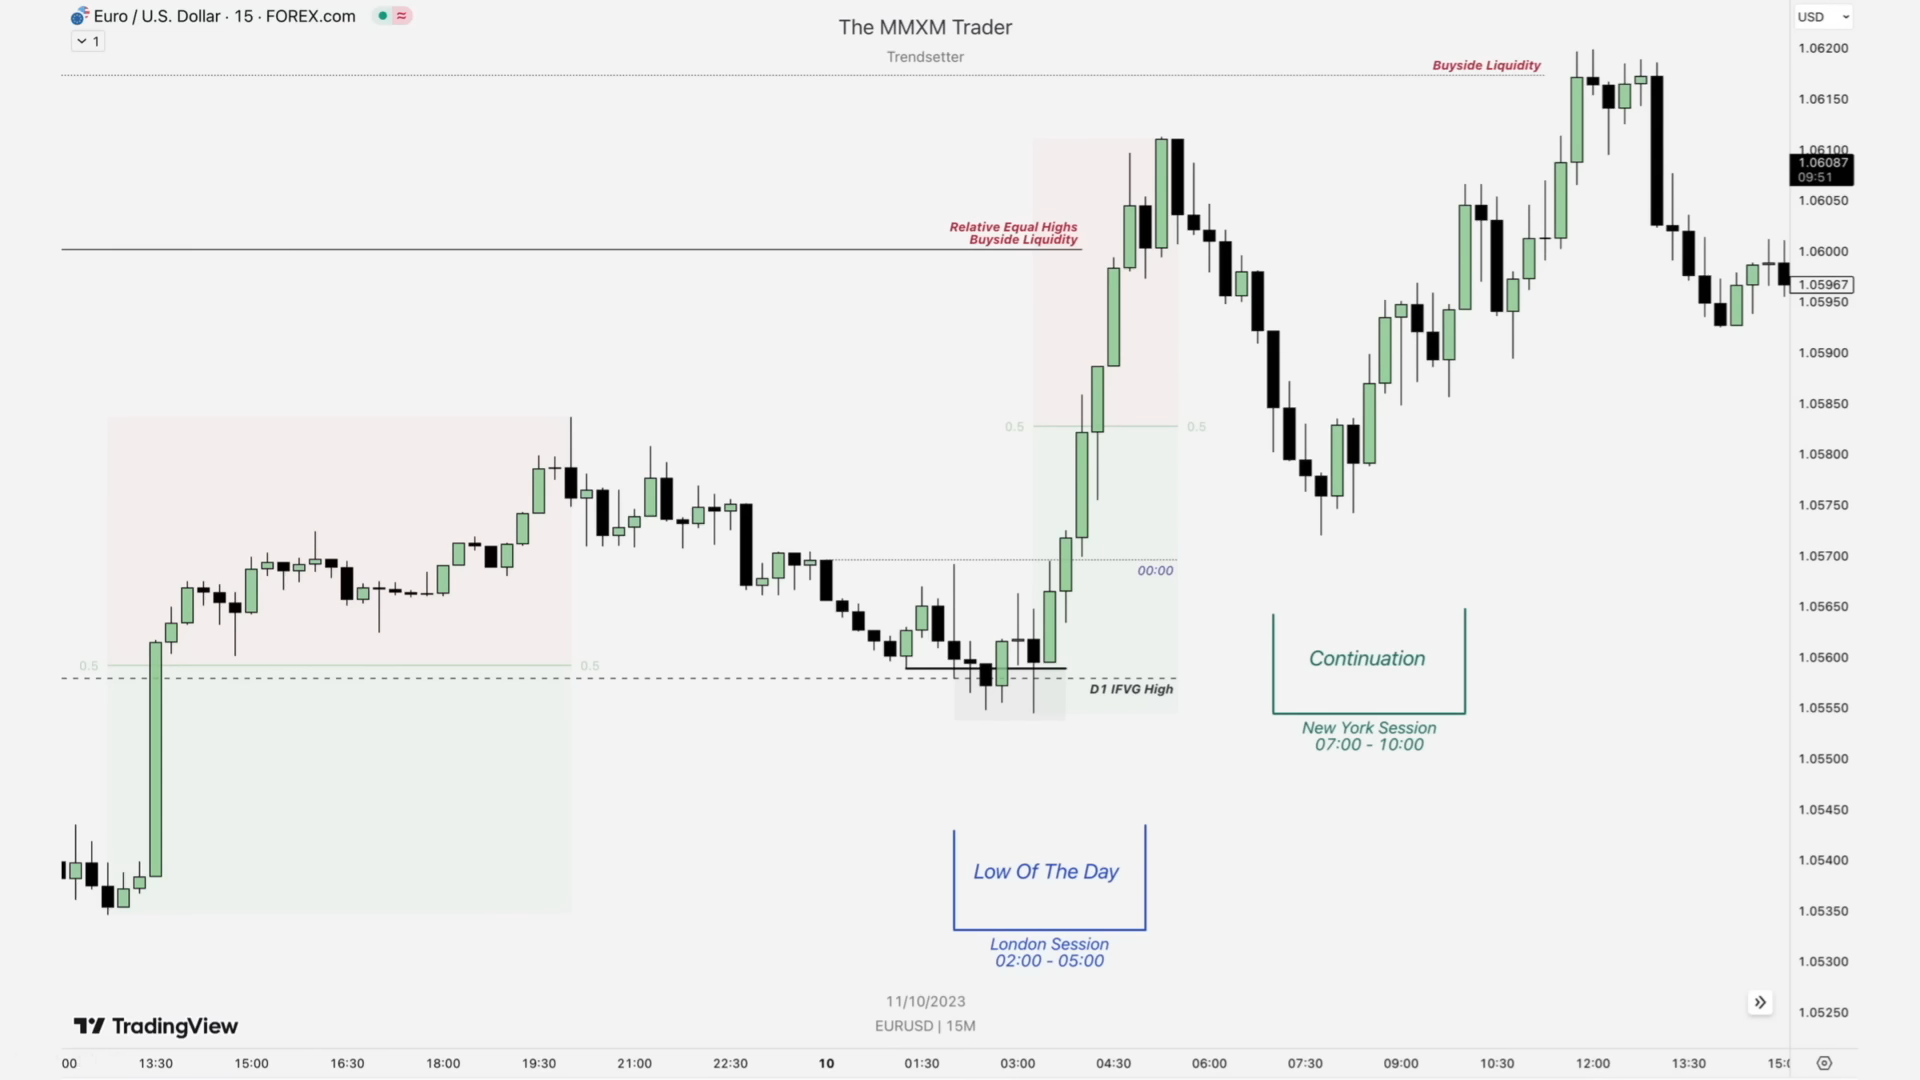 Euro / U.S. Dollar · 15 · FOREX.com
1
The MMXM Trader
Trendsetter
USD
1.06200
Buyside Liquidity
1.06150
1.06100
1.06087
09:51
1.06050
Relative Equal Highs
Buyside Liquidity
1.06000
1.05967
1.05950
1.05900
1.05850
0.5
0.5
1.05800
1.05750
1.05700
00:00
1.05650
0.5
0.5
Continuation
1.05600
D1 IFVG High
1.05550
New York Session
07:00 - 10:00
1.05500
1.05450
Low Of The Day
1.05400
1.05350
London Session
02:00 - 05:00
1.05300
11/10/2023
1.05250
TradingView
EURUSD | 15M
00 13:30 15:00 16:30 18:00 19:30 21:00 22:30 10 01:30 03:00 04:30 06:00 07:30 09:00 10:30 12:00 13:30